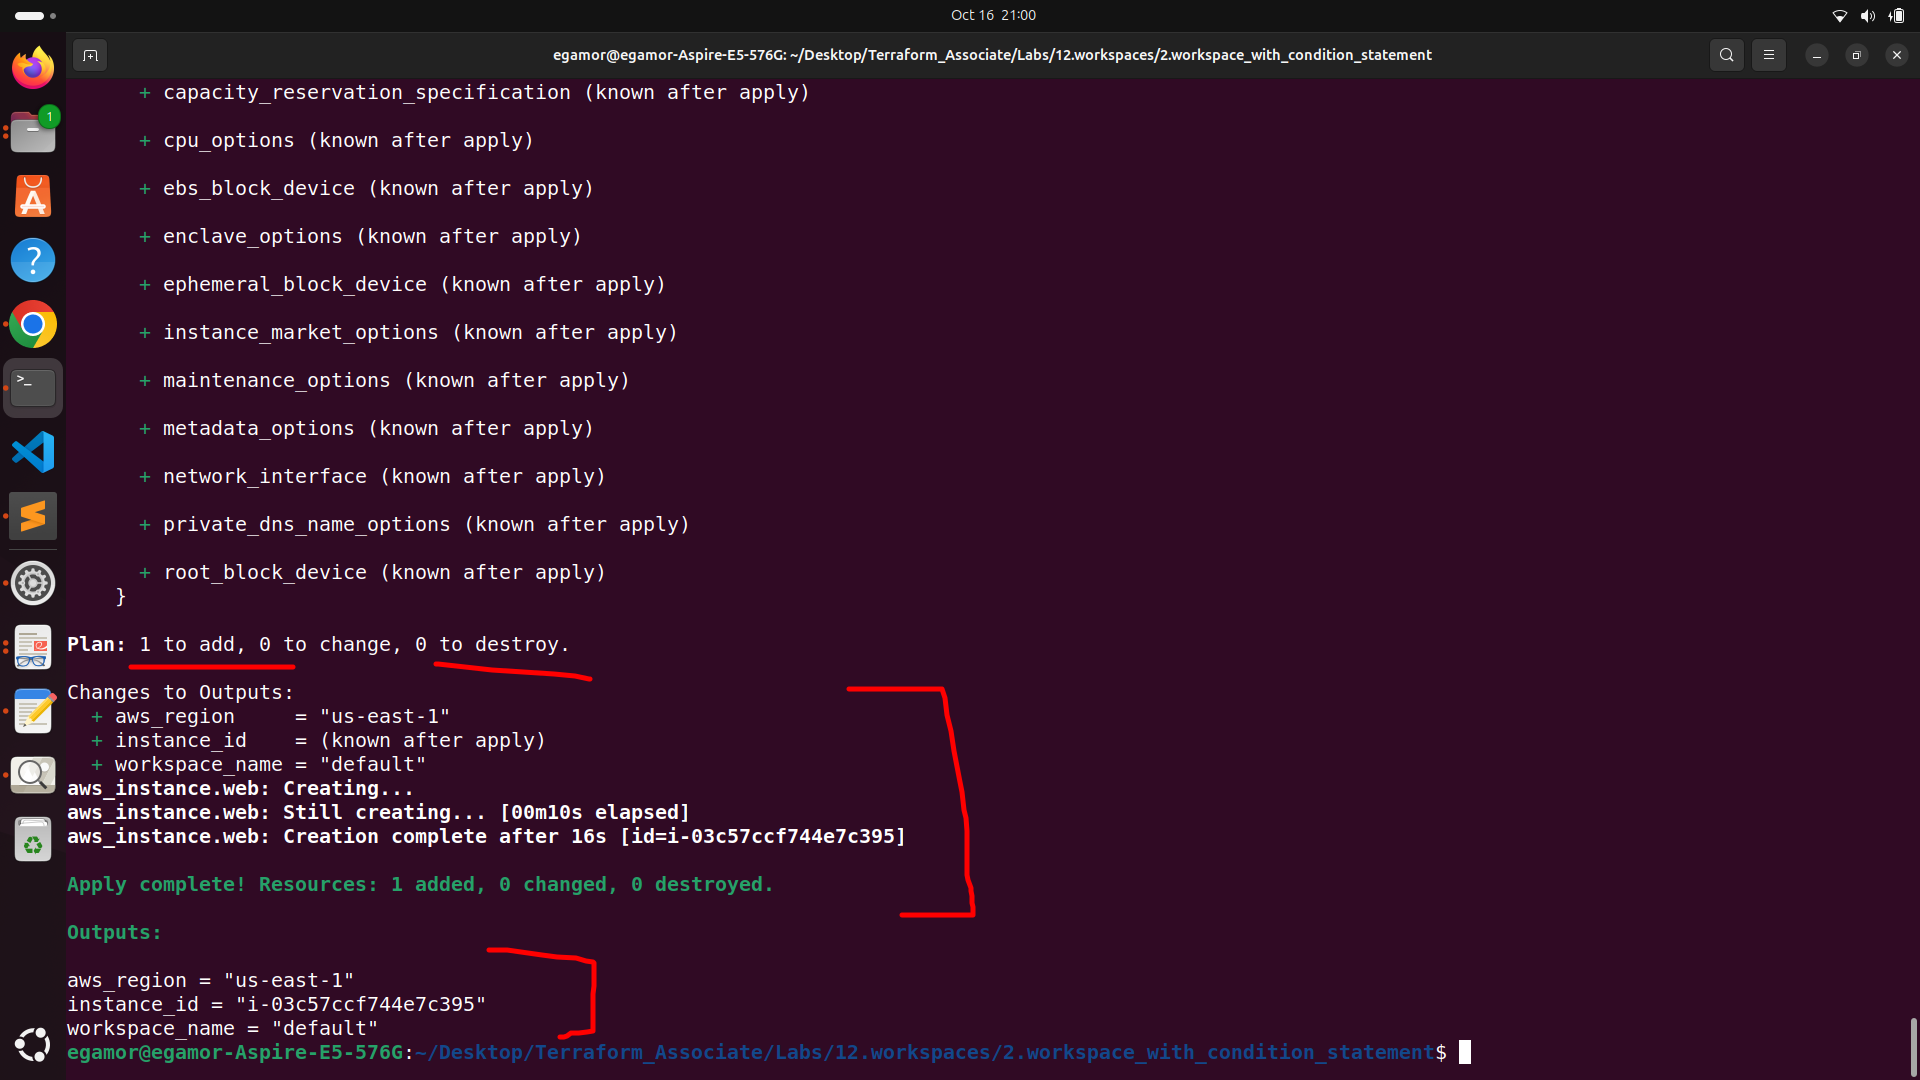 Oct 16 21:00
egamor@egamor-Aspire-E5-576G: ~/Desktop/Terraform_Associate/Labs/12.workspaces/2.workspace_with_condition_statement
1
+ capacity_reservation_specification (known after apply)
+ cpu_options (known after apply)
+ ebs_block_device (known after apply)
+ enclave_options (known after apply)
+ ephemeral_block_device (known after apply)
+ instance_market_options (known after apply)
+ maintenance_options (known after apply)
+ metadata_options (known after apply)
+ network_interface (known after apply)
+ private_dns_name_options (known after apply)
+ root_block_device (known after apply)
}
Plan: 1 to add, 0 to change, 0 to destroy.
Changes to Outputs:
+ aws_region     = "us-east-1"
+ instance_id    = (known after apply)
+ workspace_name = "default"
aws_instance.web: Creating...
aws_instance.web: Still creating... [00m10s elapsed]
aws_instance.web: Creation complete after 16s [id=i-03c57ccf744e7c395]
Apply complete! Resources: 1 added, 0 changed, 0 destroyed.
Outputs:
aws_region = "us-east-1"
instance_id = "i-03c57ccf744e7c395"
workspace_name = "default"
egamor@egamor-Aspire-E5-576G:~/Desktop/Terraform_Associate/Labs/12.workspaces/2.workspace_with_condition_statement$